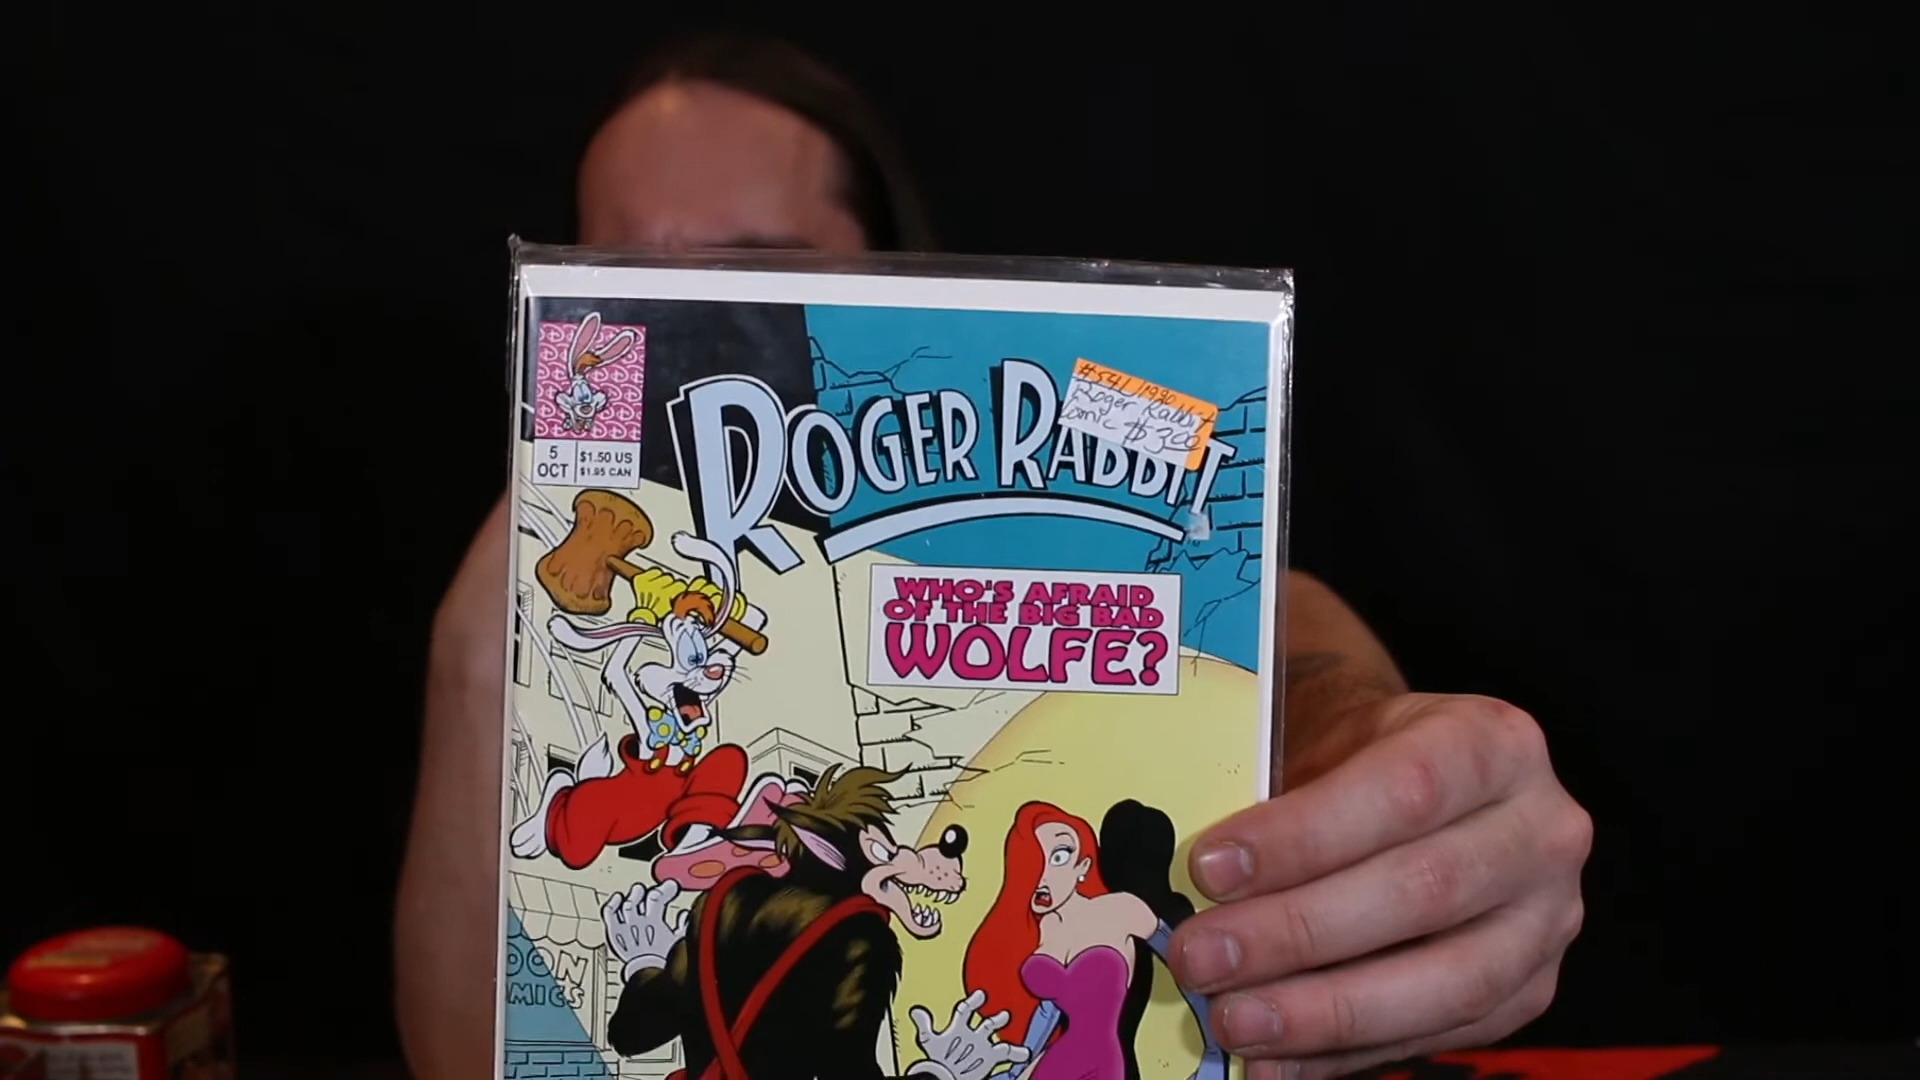 5
OCT
$1.50 US
$1.95 CAN
ROGER RABBIT
#541/1990
Roger Rabbit
Comic $3.00
WHO'S AFRAID
OF THE BIG BAD
WOLFE?
OON
MICS